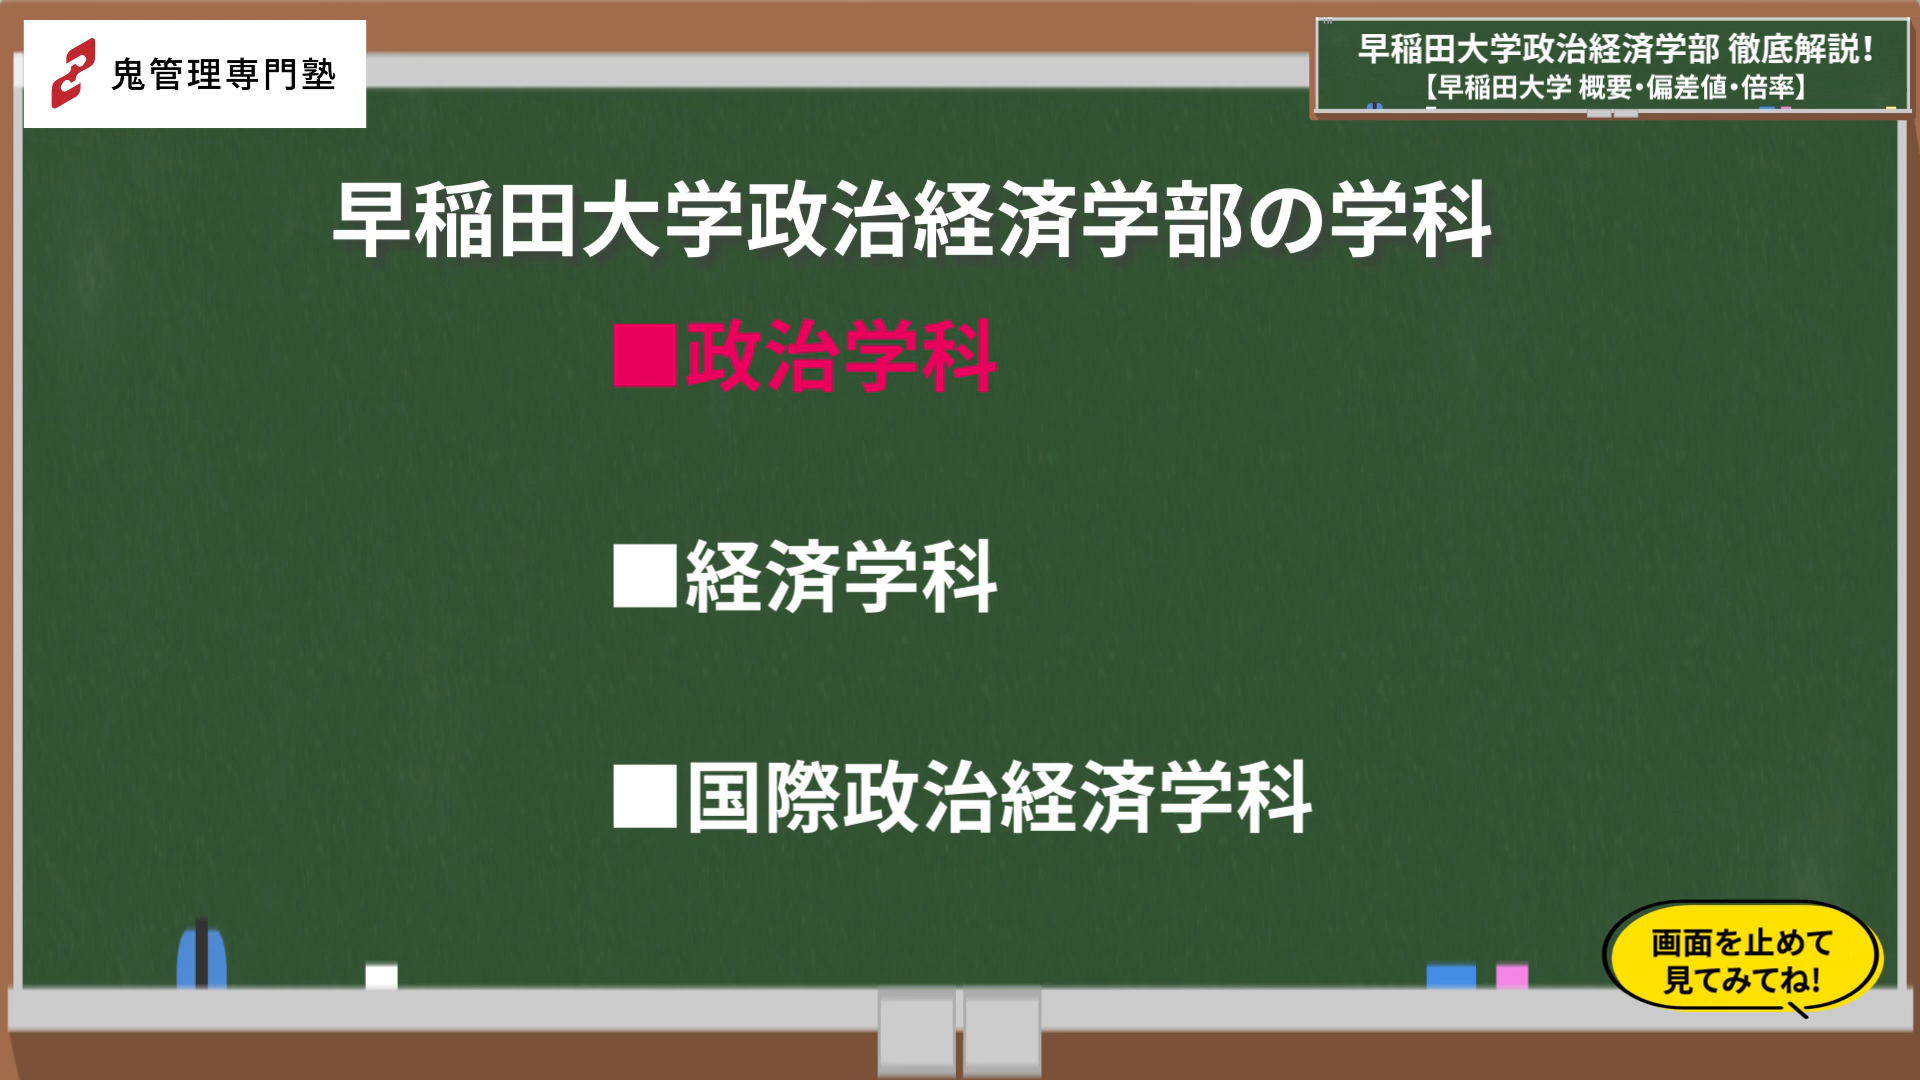 鬼管理専門塾
早稲田大学政治経済学部 徹底解説！
【早稲田大学 概要・偏差値・倍率】
早稲田大学政治経済学部の学科
■政治学科
■経済学科
■国際政治経済学科
画面を止めて
見てみてね！